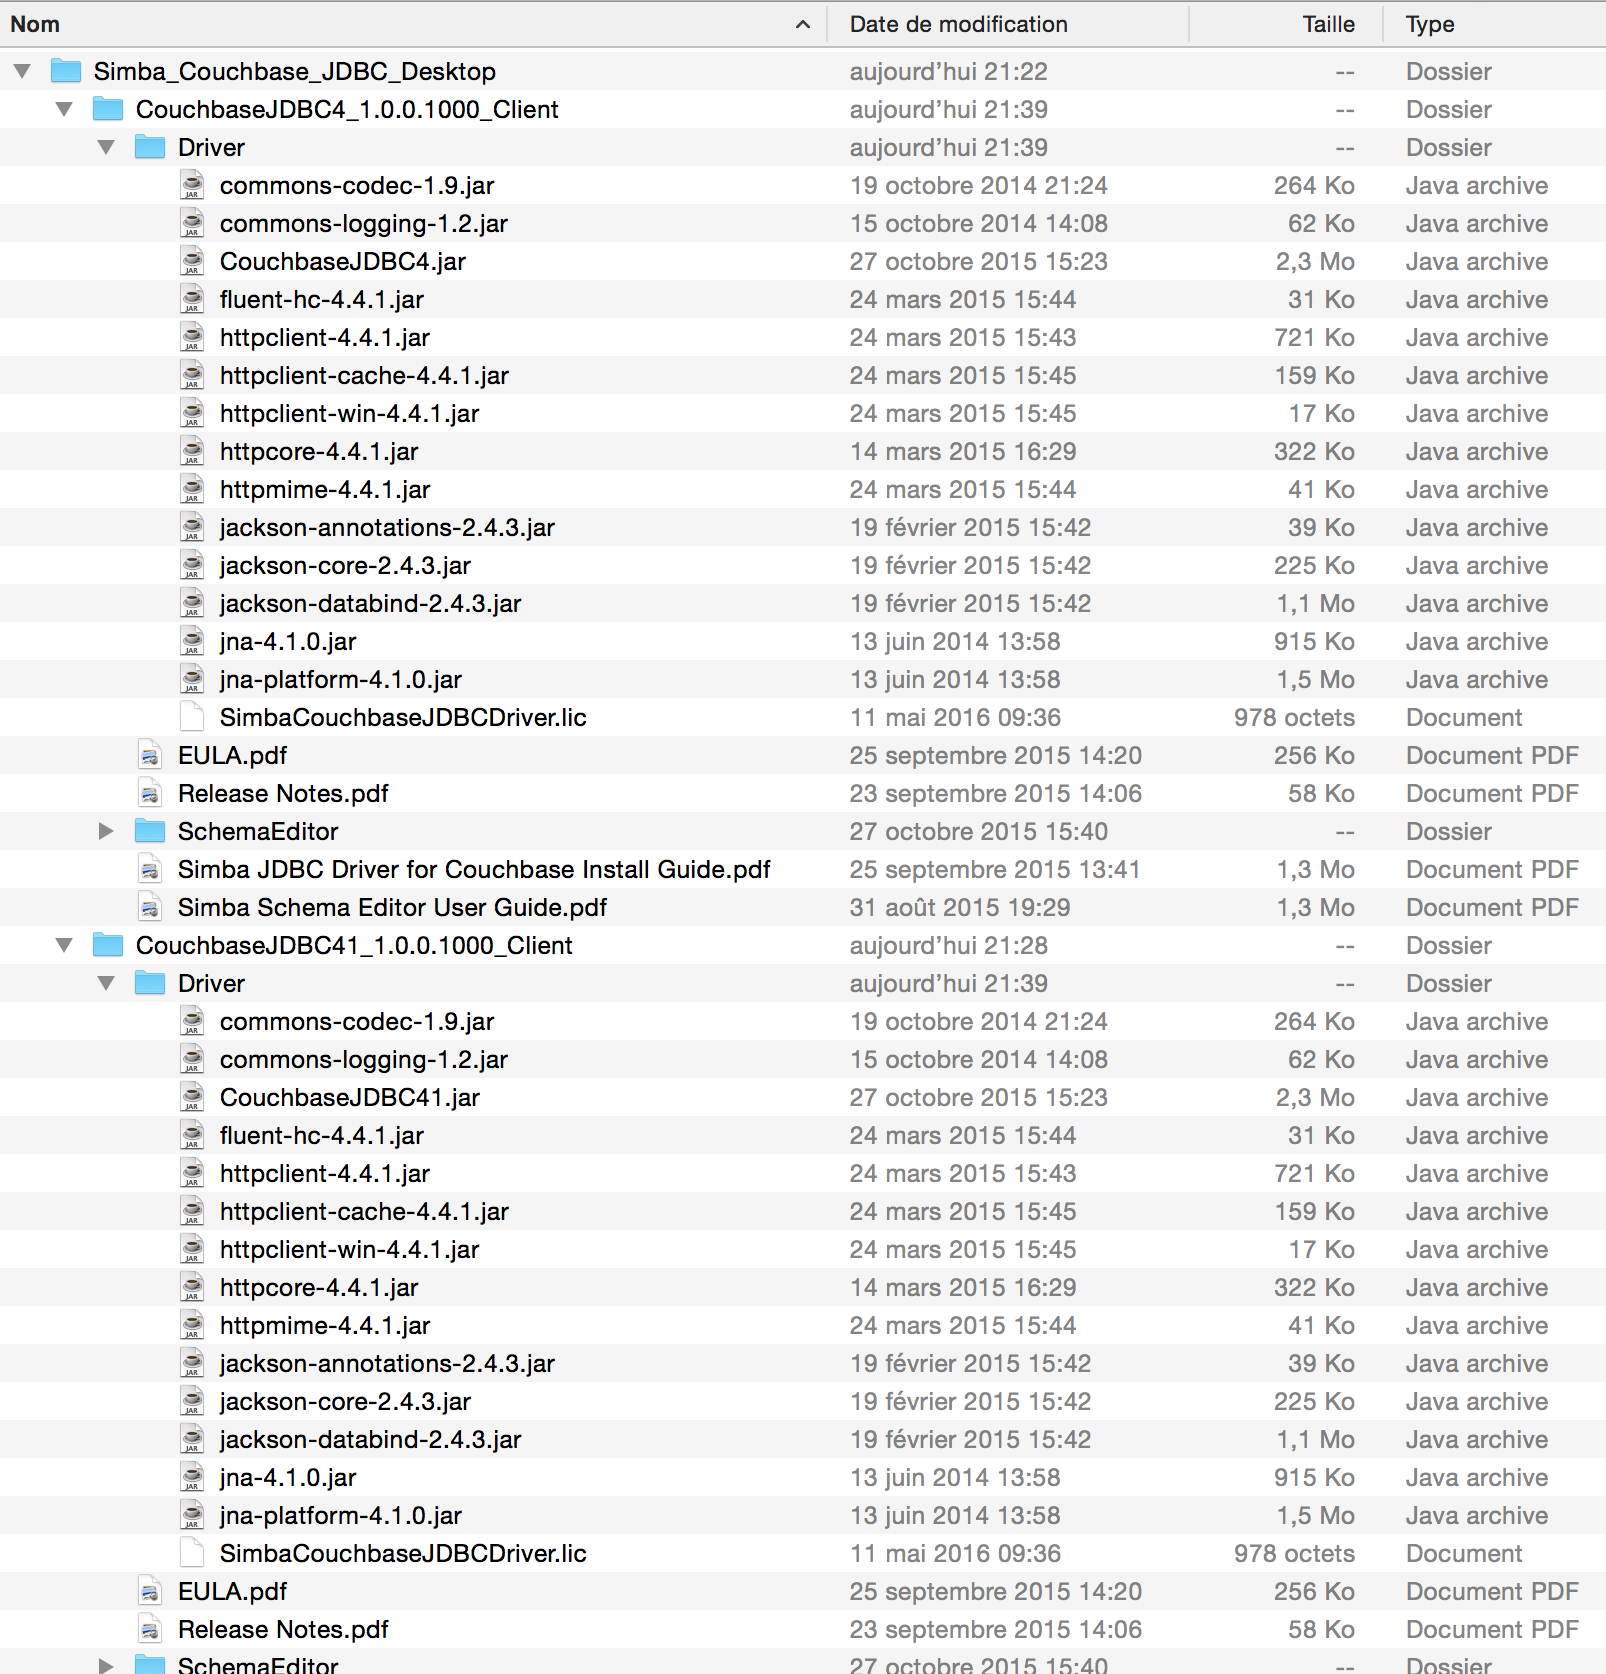 Nom Date de modification Taille Type
Simba_Couchbase_JDBC_Desktop aujourd’hui 21:22 -- Dossier
CouchbaseJDBC4_1.0.0.1000_Client aujourd’hui 21:39 -- Dossier
Driver aujourd’hui 21:39 -- Dossier
commons-codec-1.9.jar 19 octobre 2014 21:24 264 Ko Java archive
commons-logging-1.2.jar 15 octobre 2014 14:08 62 Ko Java archive
CouchbaseJDBC4.jar 27 octobre 2015 15:23 2,3 Mo Java archive
fluent-hc-4.4.1.jar 24 mars 2015 15:44 31 Ko Java archive
httpclient-4.4.1.jar 24 mars 2015 15:43 721 Ko Java archive
httpclient-cache-4.4.1.jar 24 mars 2015 15:45 159 Ko Java archive
httpclient-win-4.4.1.jar 24 mars 2015 15:45 17 Ko Java archive
httpcore-4.4.1.jar 14 mars 2015 16:29 322 Ko Java archive
httpmime-4.4.1.jar 24 mars 2015 15:44 41 Ko Java archive
jackson-annotations-2.4.3.jar 19 février 2015 15:42 39 Ko Java archive
jackson-core-2.4.3.jar 19 février 2015 15:42 225 Ko Java archive
jackson-databind-2.4.3.jar 19 février 2015 15:42 1,1 Mo Java archive
jna-4.1.0.jar 13 juin 2014 13:58 915 Ko Java archive
jna-platform-4.1.0.jar 13 juin 2014 13:58 1,5 Mo Java archive
SimbaCouchbaseJDBCDriver.lic 11 mai 2016 09:36 978 octets Document
EULA.pdf 25 septembre 2015 14:20 256 Ko Document PDF
Release Notes.pdf 23 septembre 2015 14:06 58 Ko Document PDF
SchemaEditor 27 octobre 2015 15:40 -- Dossier
Simba JDBC Driver for Couchbase Install Guide.pdf 25 septembre 2015 13:41 1,3 Mo Document PDF
Simba Schema Editor User Guide.pdf 31 août 2015 19:29 1,3 Mo Document PDF
CouchbaseJDBC41_1.0.0.1000_Client aujourd’hui 21:28 -- Dossier
Driver aujourd’hui 21:39 -- Dossier
commons-codec-1.9.jar 19 octobre 2014 21:24 264 Ko Java archive
commons-logging-1.2.jar 15 octobre 2014 14:08 62 Ko Java archive
CouchbaseJDBC41.jar 27 octobre 2015 15:23 2,3 Mo Java archive
fluent-hc-4.4.1.jar 24 mars 2015 15:44 31 Ko Java archive
httpclient-4.4.1.jar 24 mars 2015 15:43 721 Ko Java archive
httpclient-cache-4.4.1.jar 24 mars 2015 15:45 159 Ko Java archive
httpclient-win-4.4.1.jar 24 mars 2015 15:45 17 Ko Java archive
httpcore-4.4.1.jar 14 mars 2015 16:29 322 Ko Java archive
httpmime-4.4.1.jar 24 mars 2015 15:44 41 Ko Java archive
jackson-annotations-2.4.3.jar 19 février 2015 15:42 39 Ko Java archive
jackson-core-2.4.3.jar 19 février 2015 15:42 225 Ko Java archive
jackson-databind-2.4.3.jar 19 février 2015 15:42 1,1 Mo Java archive
jna-4.1.0.jar 13 juin 2014 13:58 915 Ko Java archive
jna-platform-4.1.0.jar 13 juin 2014 13:58 1,5 Mo Java archive
SimbaCouchbaseJDBCDriver.lic 11 mai 2016 09:36 978 octets Document
EULA.pdf 25 septembre 2015 14:20 256 Ko Document PDF
Release Notes.pdf 23 septembre 2015 14:06 58 Ko Document PDF
SchemaEditor 27 octobre 2015 15:40 -- Dossier